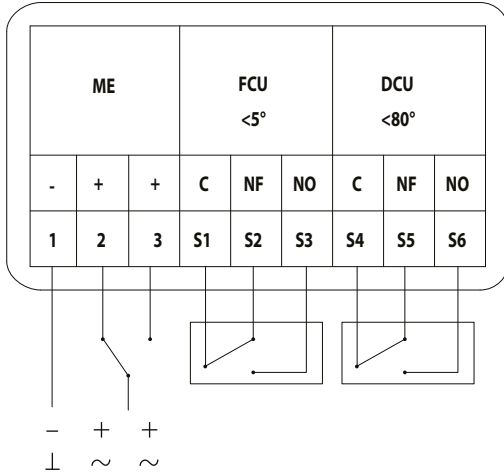 ME FCU DCU
<5° <80°
- + + C NF NO C NF NO
1 2 3 S1 S2 S3 S4 S5 S6
− + +
⊥ ~ ~